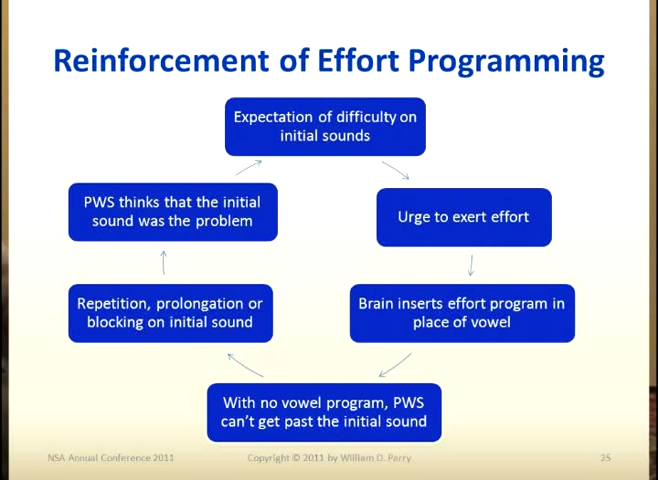 Reinforcement of Effort Programming
Expectation of difficulty on
initial sounds
Urge to exert effort
Brain inserts effort program in
place of vowel
With no vowel program, PWS
can't get past the initial sound
Repetition, prolongation or
blocking on initial sound
PWS thinks that the initial
sound was the problem
NSA Annual Conference 2011
Copyright © 2011 by William D. Parry
25